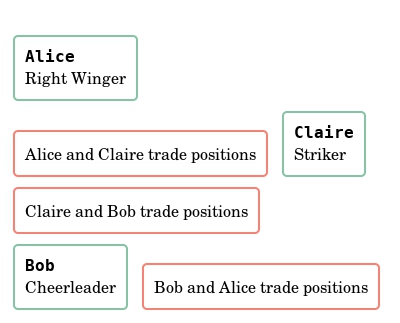 Alice
Right Winger
Claire
Striker
Alice and Claire trade positions
Claire and Bob trade positions
Bob
Cheerleader
Bob and Alice trade positions